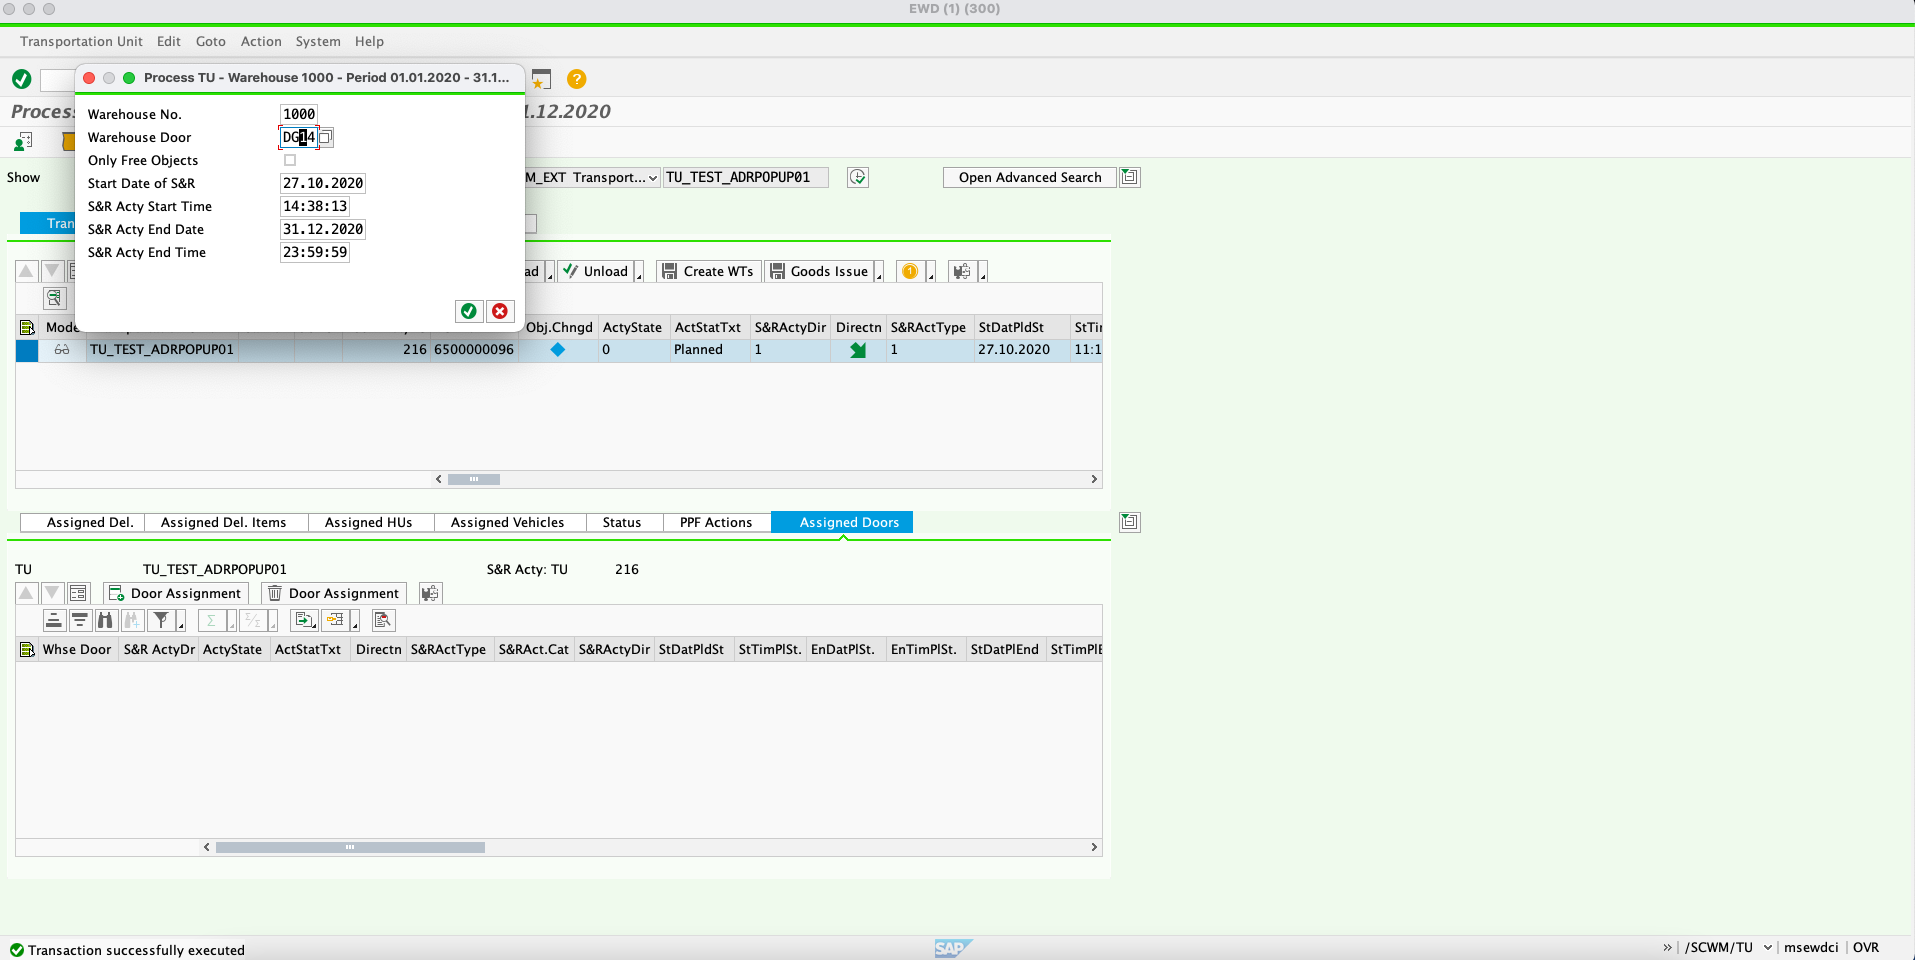 EWD (1) (300)
Transportation Unit Edit Goto Action System Help
Process TU - Warehouse 1000 - Period 01.01.2020 - 31.1...
Process
1.12.2020
Warehouse No. 1000
Warehouse Door DG14
Only Free Objects
Start Date of S&R 27.10.2020
S&R Acty Start Time 14:38:13
S&R Acty End Date 31.12.2020
S&R Acty End Time 23:59:59
Show
M_EXT Transport... TU_TEST_ADRPOPUP01 Open Advanced Search
Tran
ad Unload Create WTs Goods Issue
Mode Obj.Chngd ActyState ActStatTxt S&RActyDir Directn S&RActType StDatPldSt StTi
TU_TEST_ADRPOPUP01 216 6500000096 0 Planned 1 1 27.10.2020 11:1
Assigned Del. Assigned Del. Items Assigned HUs Assigned Vehicles Status PPF Actions Assigned Doors
TU TU_TEST_ADRPOPUP01 S&R Acty: TU 216
Door Assignment Door Assignment
Whse Door S&R ActyDr ActyState ActStatTxt Directn S&RActType S&RAct.Cat S&RActyDir StDatPldSt StTimPlSt. EnDatPlSt. EnTimPlSt. StDatPlEnd StTimPlE
Transaction successfully executed
SAP
/SCWM/TU msewdci OVR